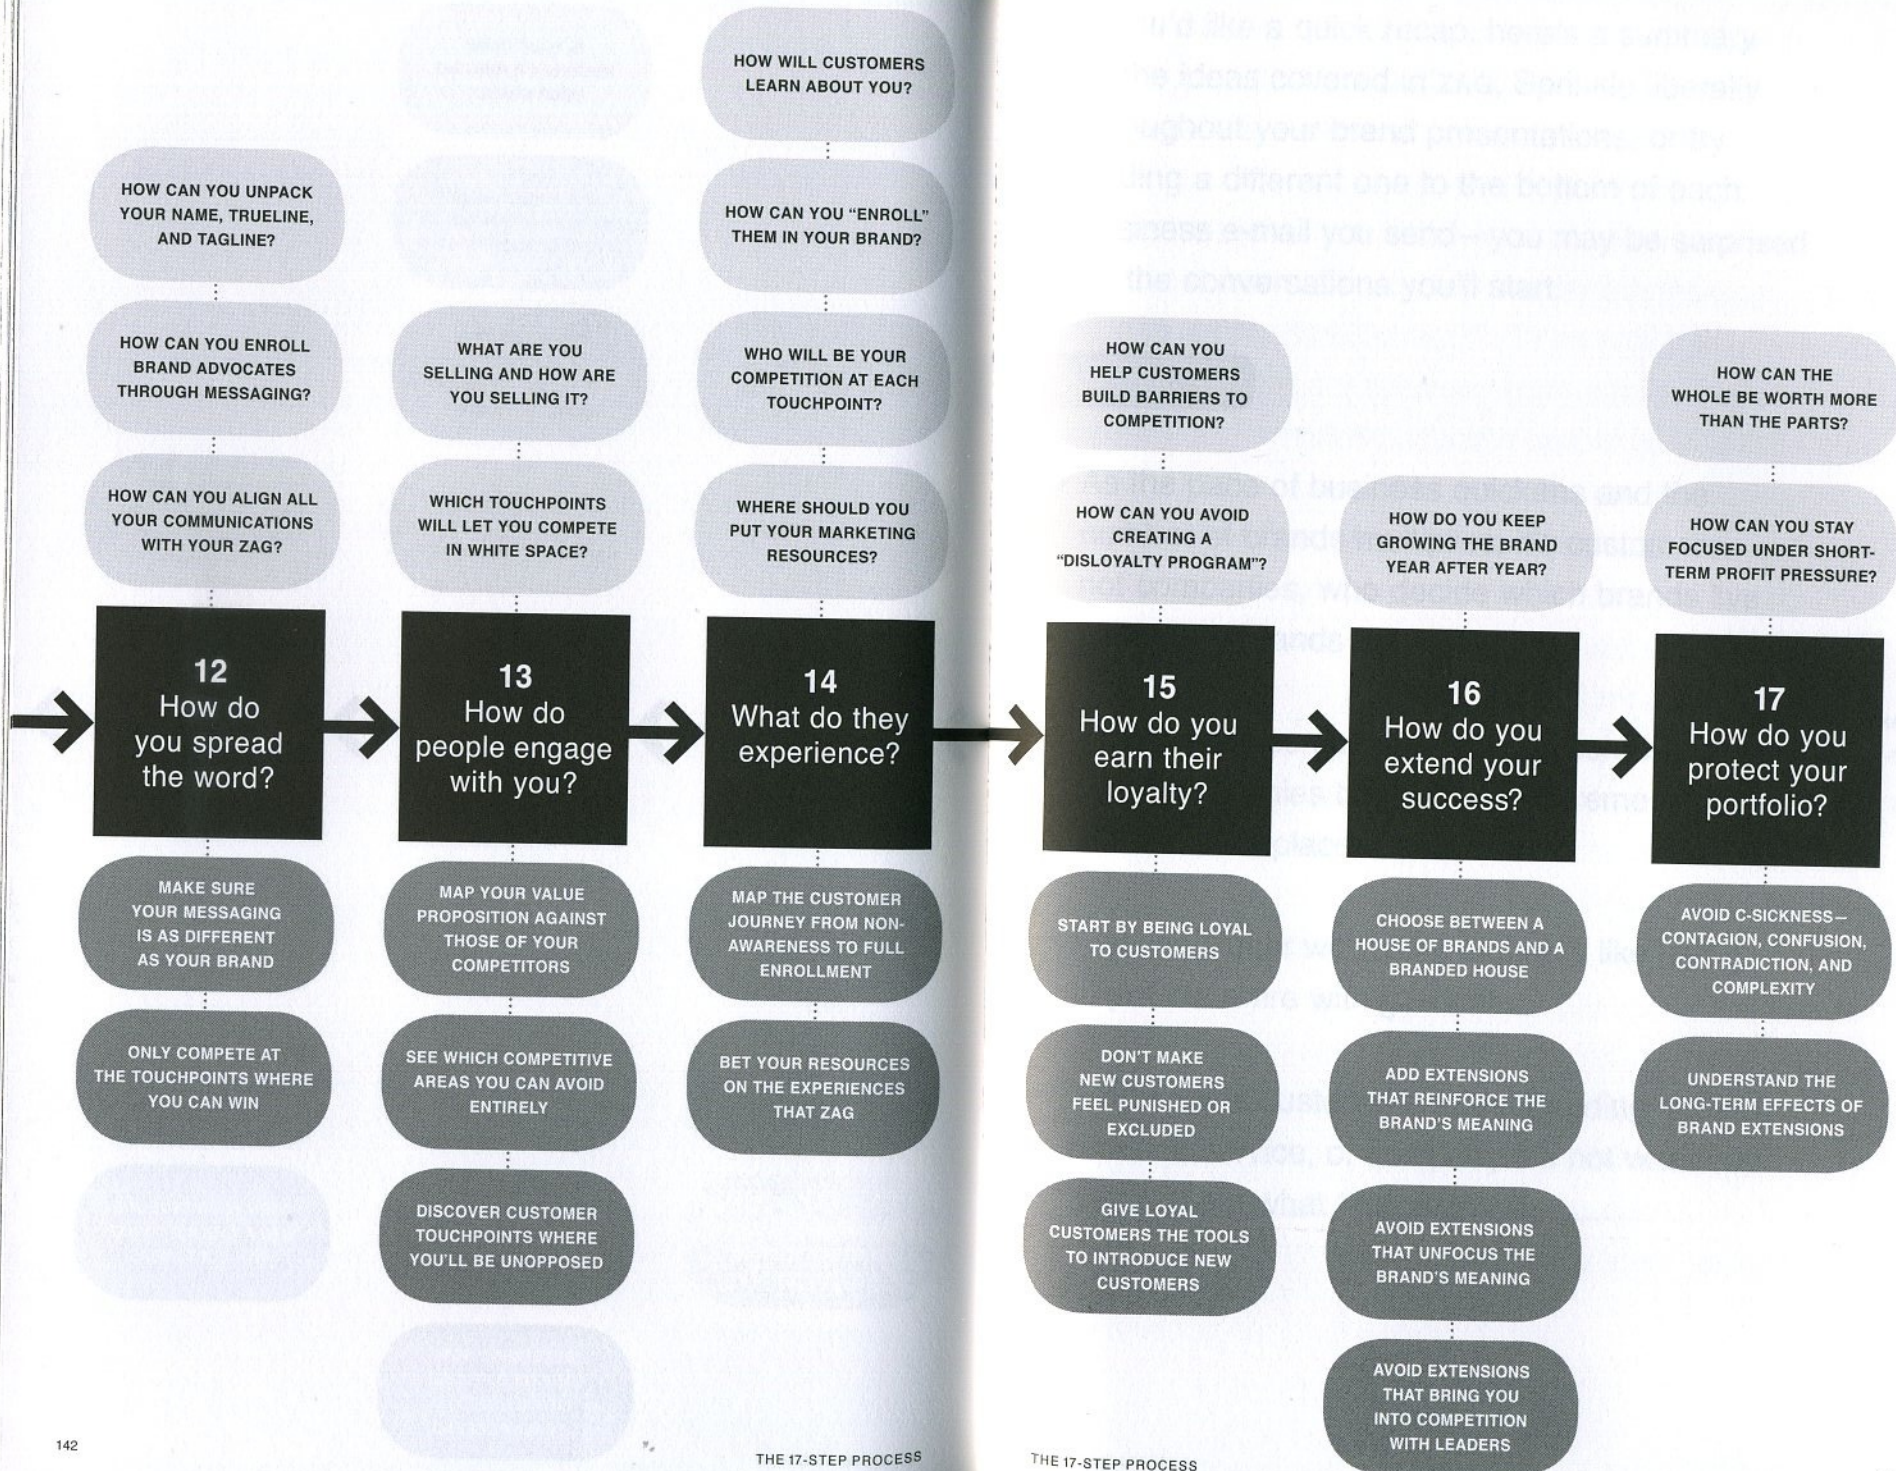 HOW CAN YOU UNPACK
YOUR NAME, TRUELINE,
AND TAGLINE?
HOW CAN YOU ENROLL
BRAND ADVOCATES
THROUGH MESSAGING?
HOW CAN YOU ALIGN ALL
YOUR COMMUNICATIONS
WITH YOUR ZAG?
12
How do
you spread
the word?
MAKE SURE
YOUR MESSAGING
IS AS DIFFERENT
AS YOUR BRAND
ONLY COMPETE AT
THE TOUCHPOINTS WHERE
YOU CAN WIN
WHAT ARE YOU
SELLING AND HOW ARE
YOU SELLING IT?
WHICH TOUCHPOINTS
WILL LET YOU COMPETE
IN WHITE SPACE?
13
How do
people engage
with you?
MAP YOUR VALUE
PROPOSITION AGAINST
THOSE OF YOUR
COMPETITORS
SEE WHICH COMPETITIVE
AREAS YOU CAN AVOID
ENTIRELY
DISCOVER CUSTOMER
TOUCHPOINTS WHERE
YOU'LL BE UNOPPOSED
HOW WILL CUSTOMERS
LEARN ABOUT YOU?
HOW CAN YOU “ENROLL”
THEM IN YOUR BRAND?
WHO WILL BE YOUR
COMPETITION AT EACH
TOUCHPOINT?
WHERE SHOULD YOU
PUT YOUR MARKETING
RESOURCES?
14
What do they
experience?
MAP THE CUSTOMER
JOURNEY FROM NON-
AWARENESS TO FULL
ENROLLMENT
BET YOUR RESOURCES
ON THE EXPERIENCES
THAT ZAG
142
THE 17-STEP PROCESS
HOW CAN YOU
HELP CUSTOMERS
BUILD BARRIERS TO
COMPETITION?
HOW CAN YOU AVOID
CREATING A
“DISLOYALTY PROGRAM”?
15
How do you
earn their
loyalty?
START BY BEING LOYAL
TO CUSTOMERS
DON'T MAKE
NEW CUSTOMERS
FEEL PUNISHED OR
EXCLUDED
GIVE LOYAL
CUSTOMERS THE TOOLS
TO INTRODUCE NEW
CUSTOMERS
HOW DO YOU KEEP
GROWING THE BRAND
YEAR AFTER YEAR?
16
How do you
extend your
success?
CHOOSE BETWEEN A
HOUSE OF BRANDS AND A
BRANDED HOUSE
ADD EXTENSIONS
THAT REINFORCE THE
BRAND'S MEANING
AVOID EXTENSIONS
THAT UNFOCUS THE
BRAND'S MEANING
AVOID EXTENSIONS
THAT BRING YOU
INTO COMPETITION
WITH LEADERS
HOW CAN THE
WHOLE BE WORTH MORE
THAN THE PARTS?
HOW CAN YOU STAY
FOCUSED UNDER SHORT-
TERM PROFIT PRESSURE?
17
How do you
protect your
portfolio?
AVOID C-SICKNESS—
CONTAGION, CONFUSION,
CONTRADICTION, AND
COMPLEXITY
UNDERSTAND THE
LONG-TERM EFFECTS OF
BRAND EXTENSIONS
THE 17-STEP PROCESS